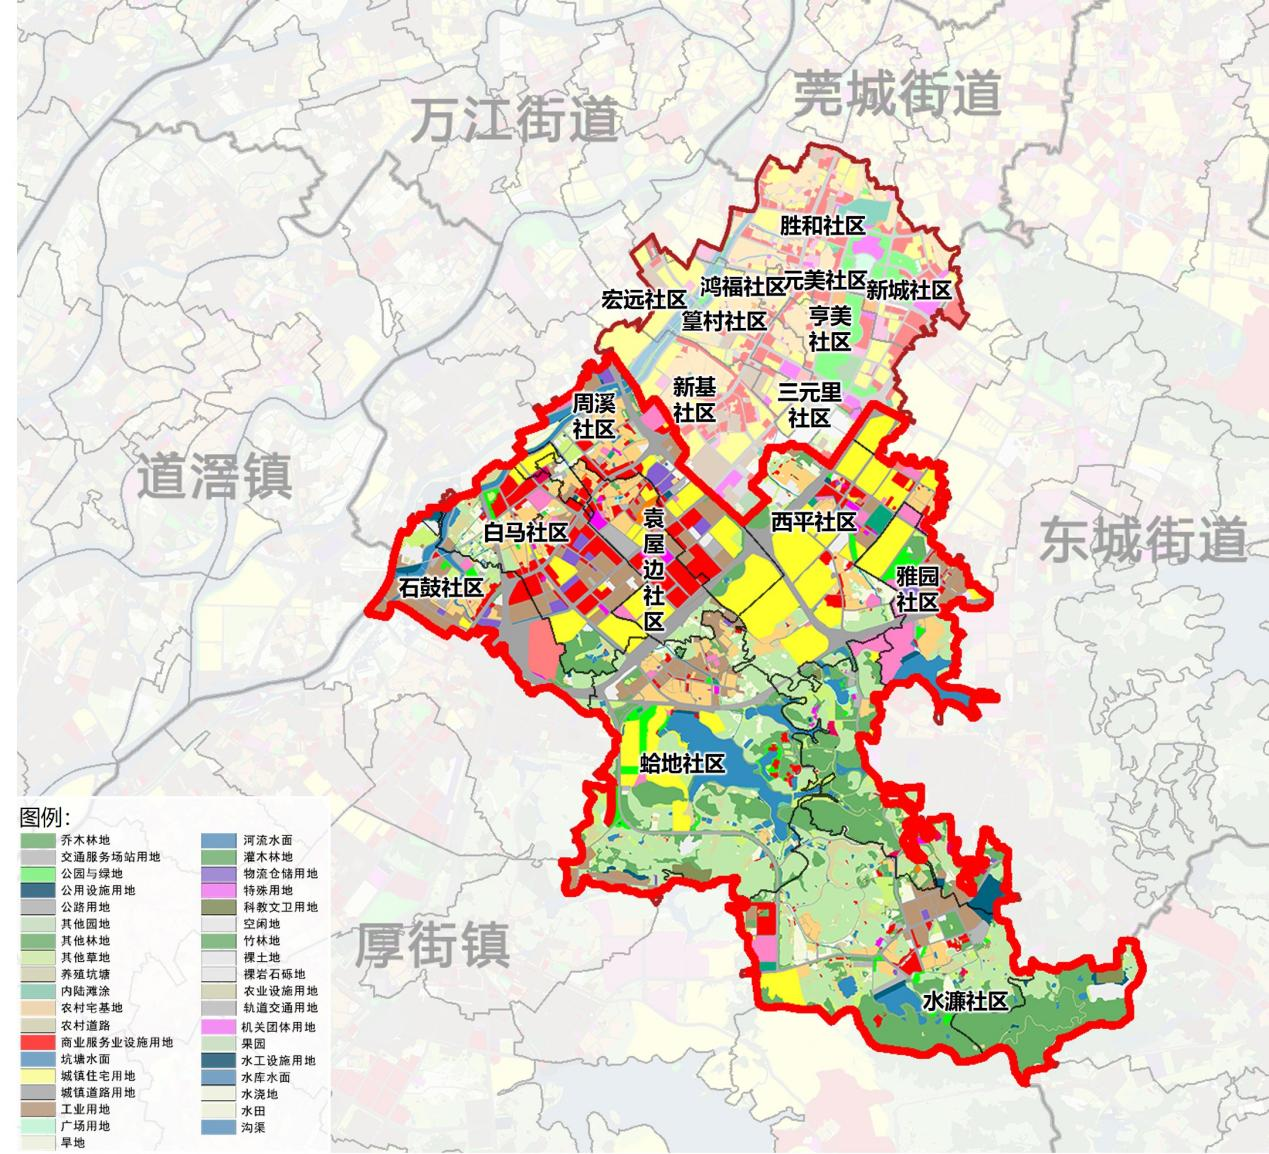 万江街道
莞城街道
胜和社区
鸿福社区
元美社区
新城社区
宏远社区
篁村社区
亨美
社区
新基
社区
三元里
社区
周溪
社区
道滘镇
白马社区
袁屋边社区
西平社区
东城街道
石鼓社区
雅园
社区
蛤地社区
厚街镇
水濂社区
图例：
乔木林地
交通服务场站用地
公园与绿地
公用设施用地
公路用地
其他园地
其他林地
其他草地
养殖坑塘
内陆滩涂
农村宅基地
农村道路
商业服务业设施用地
坑塘水面
城镇住宅用地
城镇道路用地
工业用地
广场用地
旱地
河流水面
灌木林地
物流仓储用地
特殊用地
科教文卫用地
空闲地
竹林地
裸土地
裸岩石砾地
农业设施用地
轨道交通用地
机关团体用地
果园
水工设施用地
水库水面
水浇地
水田
沟渠